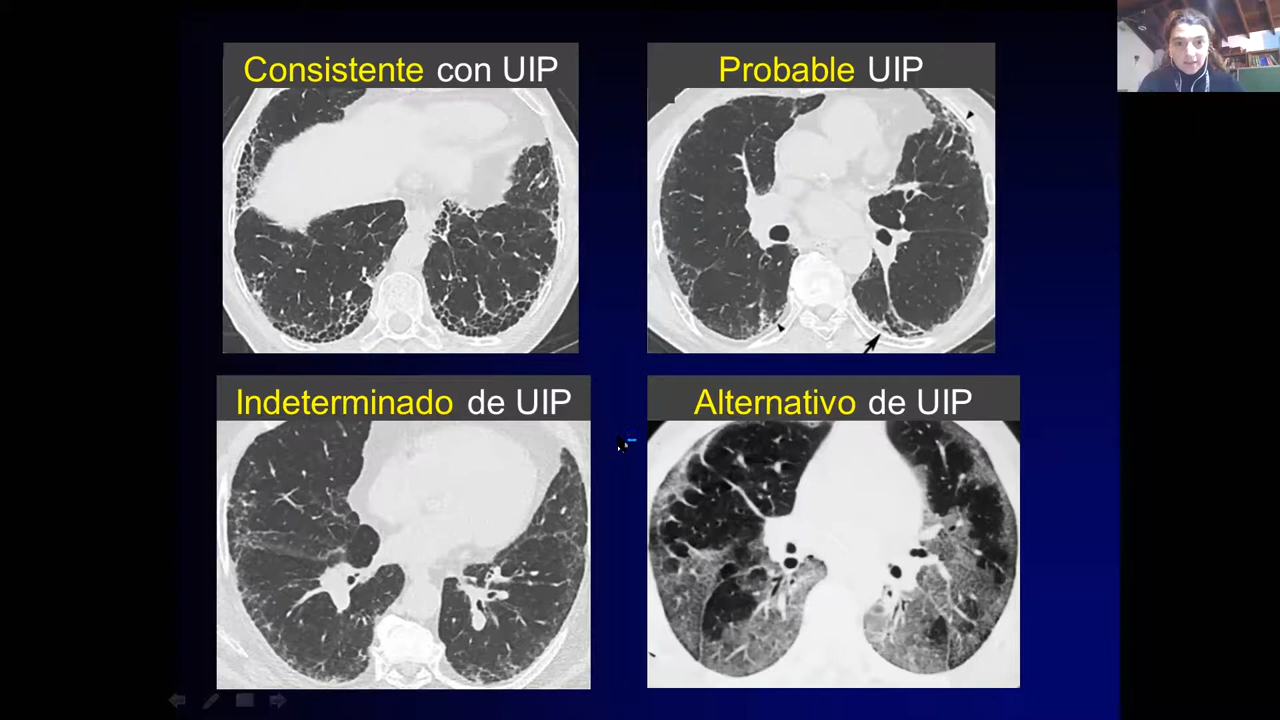 Consistente con UIP
Probable UIP
Indeterminado de UIP
Alternativo de UIP